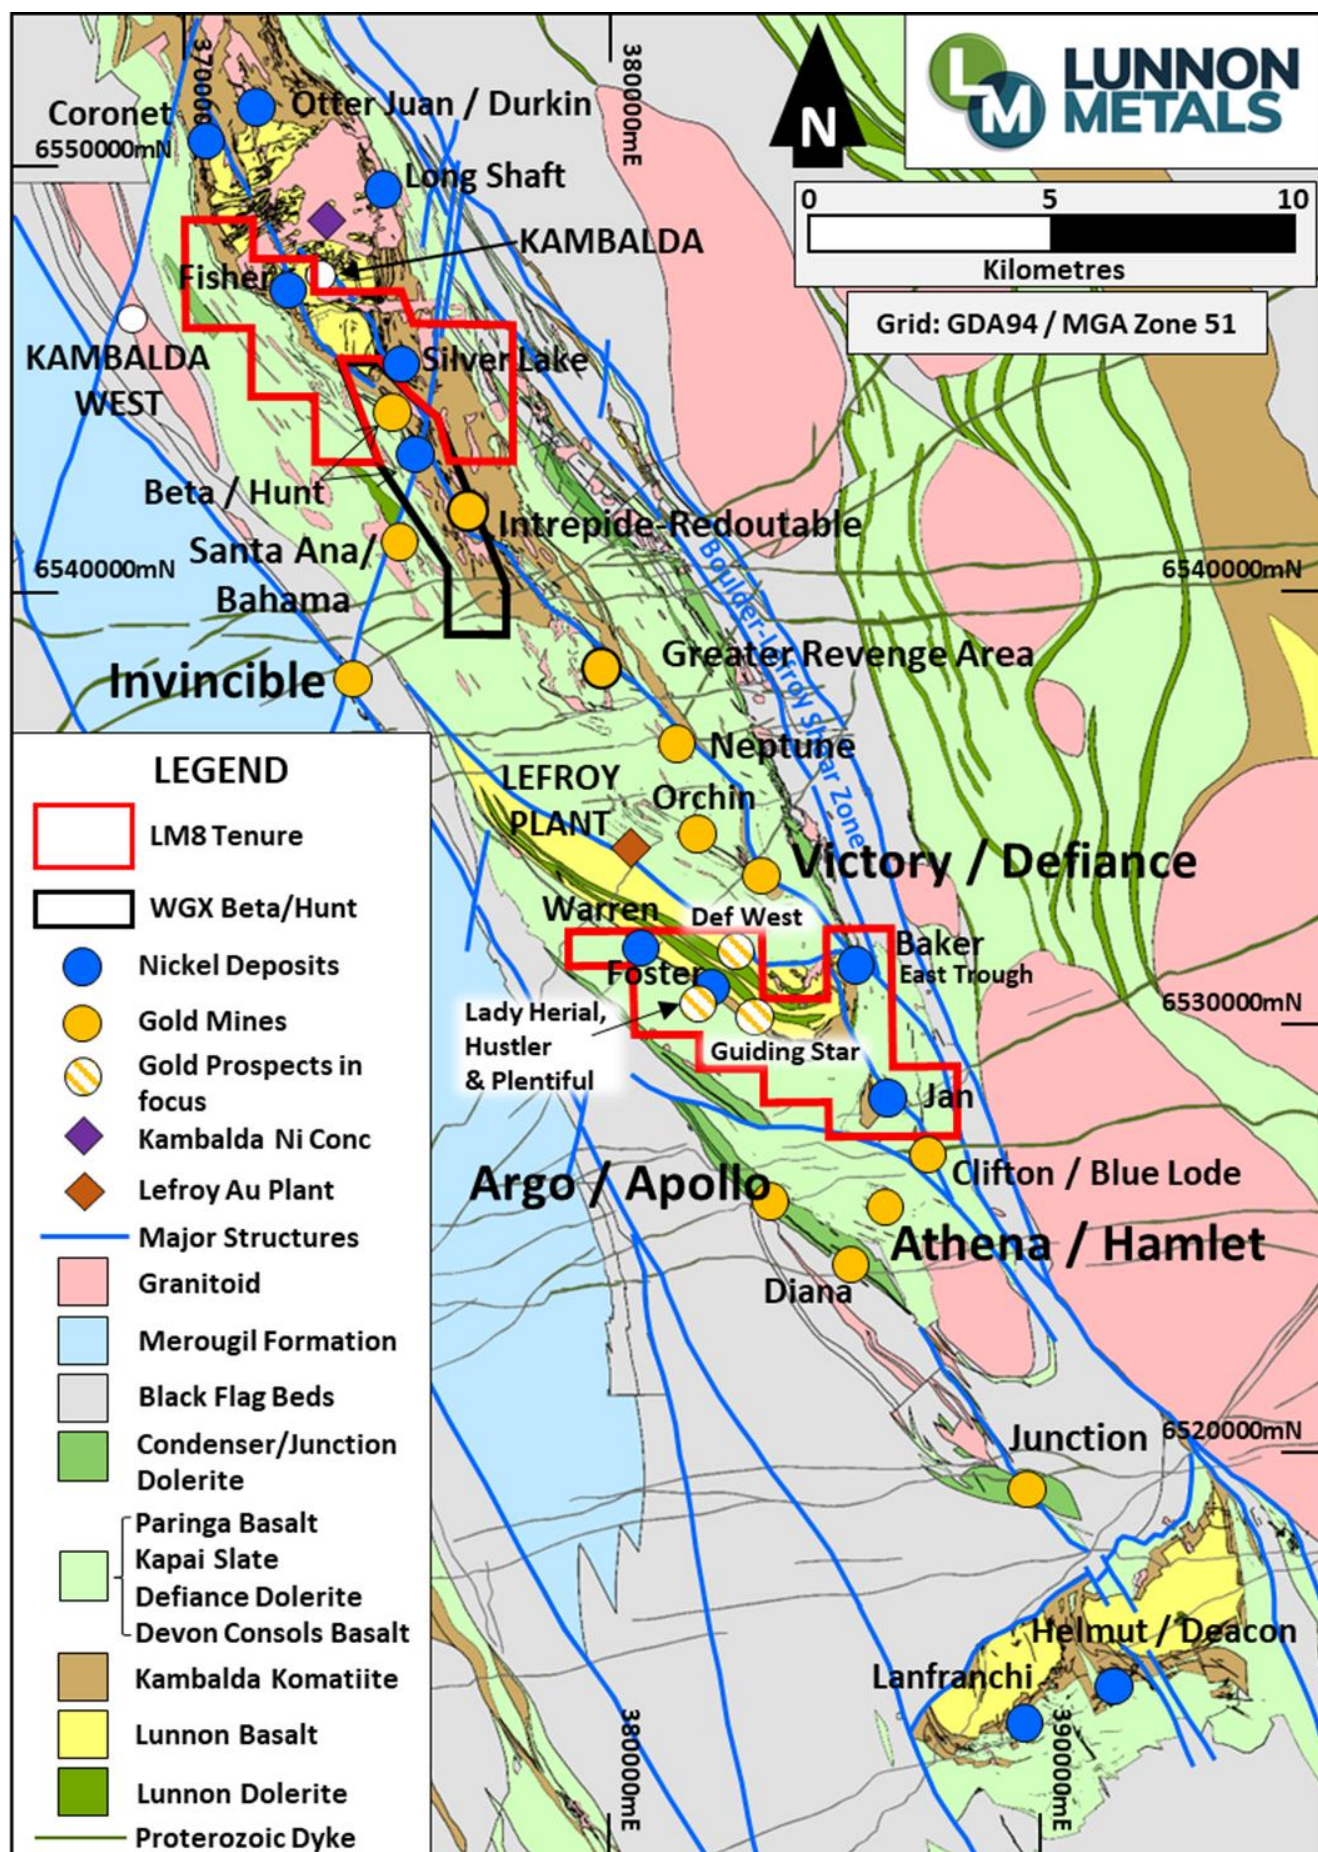 370000
380000mE
LUNNON
METALS
L
M
N
Coronet
Otter Juan / Durkin
6550000mN
Long Shaft
0 5 10
Kilometres
KAMBALDA
Fisher
Grid: GDA94 / MGA Zone 51
KAMBALDA
WEST
Silver Lake
Beta / Hunt
Intrepide-Redoutable
Santa Ana/
Bahama
6540000mN
6540000mN
Boulder-Lefroy Shear Zone
Greater Revenge Area
Invincible
Neptune
LEFROY
PLANT
Orchin
Victory / Defiance
Warren
Def West
Baker
East Trough
Foster
6530000mN
Lady Herial,
Hustler
& Plentiful
Guiding Star
Jan
Clifton / Blue Lode
Argo / Apollo
Athena / Hamlet
Diana
6520000mN
Junction
Helmut / Deacon
Lanfranchi
380000mE
390000mE
LEGEND
LM8 Tenure
WGX Beta/Hunt
Nickel Deposits
Gold Mines
Gold Prospects in
focus
Kambalda Ni Conc
Lefroy Au Plant
Major Structures
Granitoid
Merougil Formation
Black Flag Beds
Condenser/Junction
Dolerite
Paringa Basalt
Kapai Slate
Defiance Dolerite
Devon Consols Basalt
Kambalda Komatiite
Lunnon Basalt
Lunnon Dolerite
Proterozoic Dyke